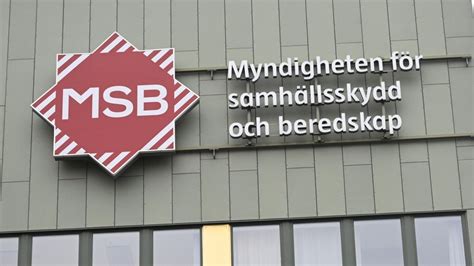 MSB
Myndigheten för
samhällsskydd
och beredskap